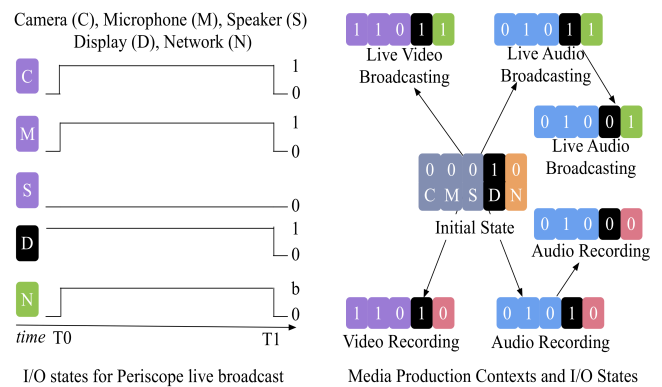 Camera (C), Microphone (M), Speaker (S)
Display (D), Network (N)
C 1
0
M 1
0
S 0
D 1
0
N b
0
time T0 T1
I/O states for Periscope live broadcast
1 1 0 1 1
Live Video
Broadcasting
0 1 0 1 1
Live Audio
Broadcasting
0 1 0 0 1
Live Audio
Broadcasting
0 0 0 1 0
C M S D N
Initial State
0 1 0 0 0
Audio Recording
1 1 0 1 0
Video Recording
0 1 0 1 0
Audio Recording
Media Production Contexts and I/O States